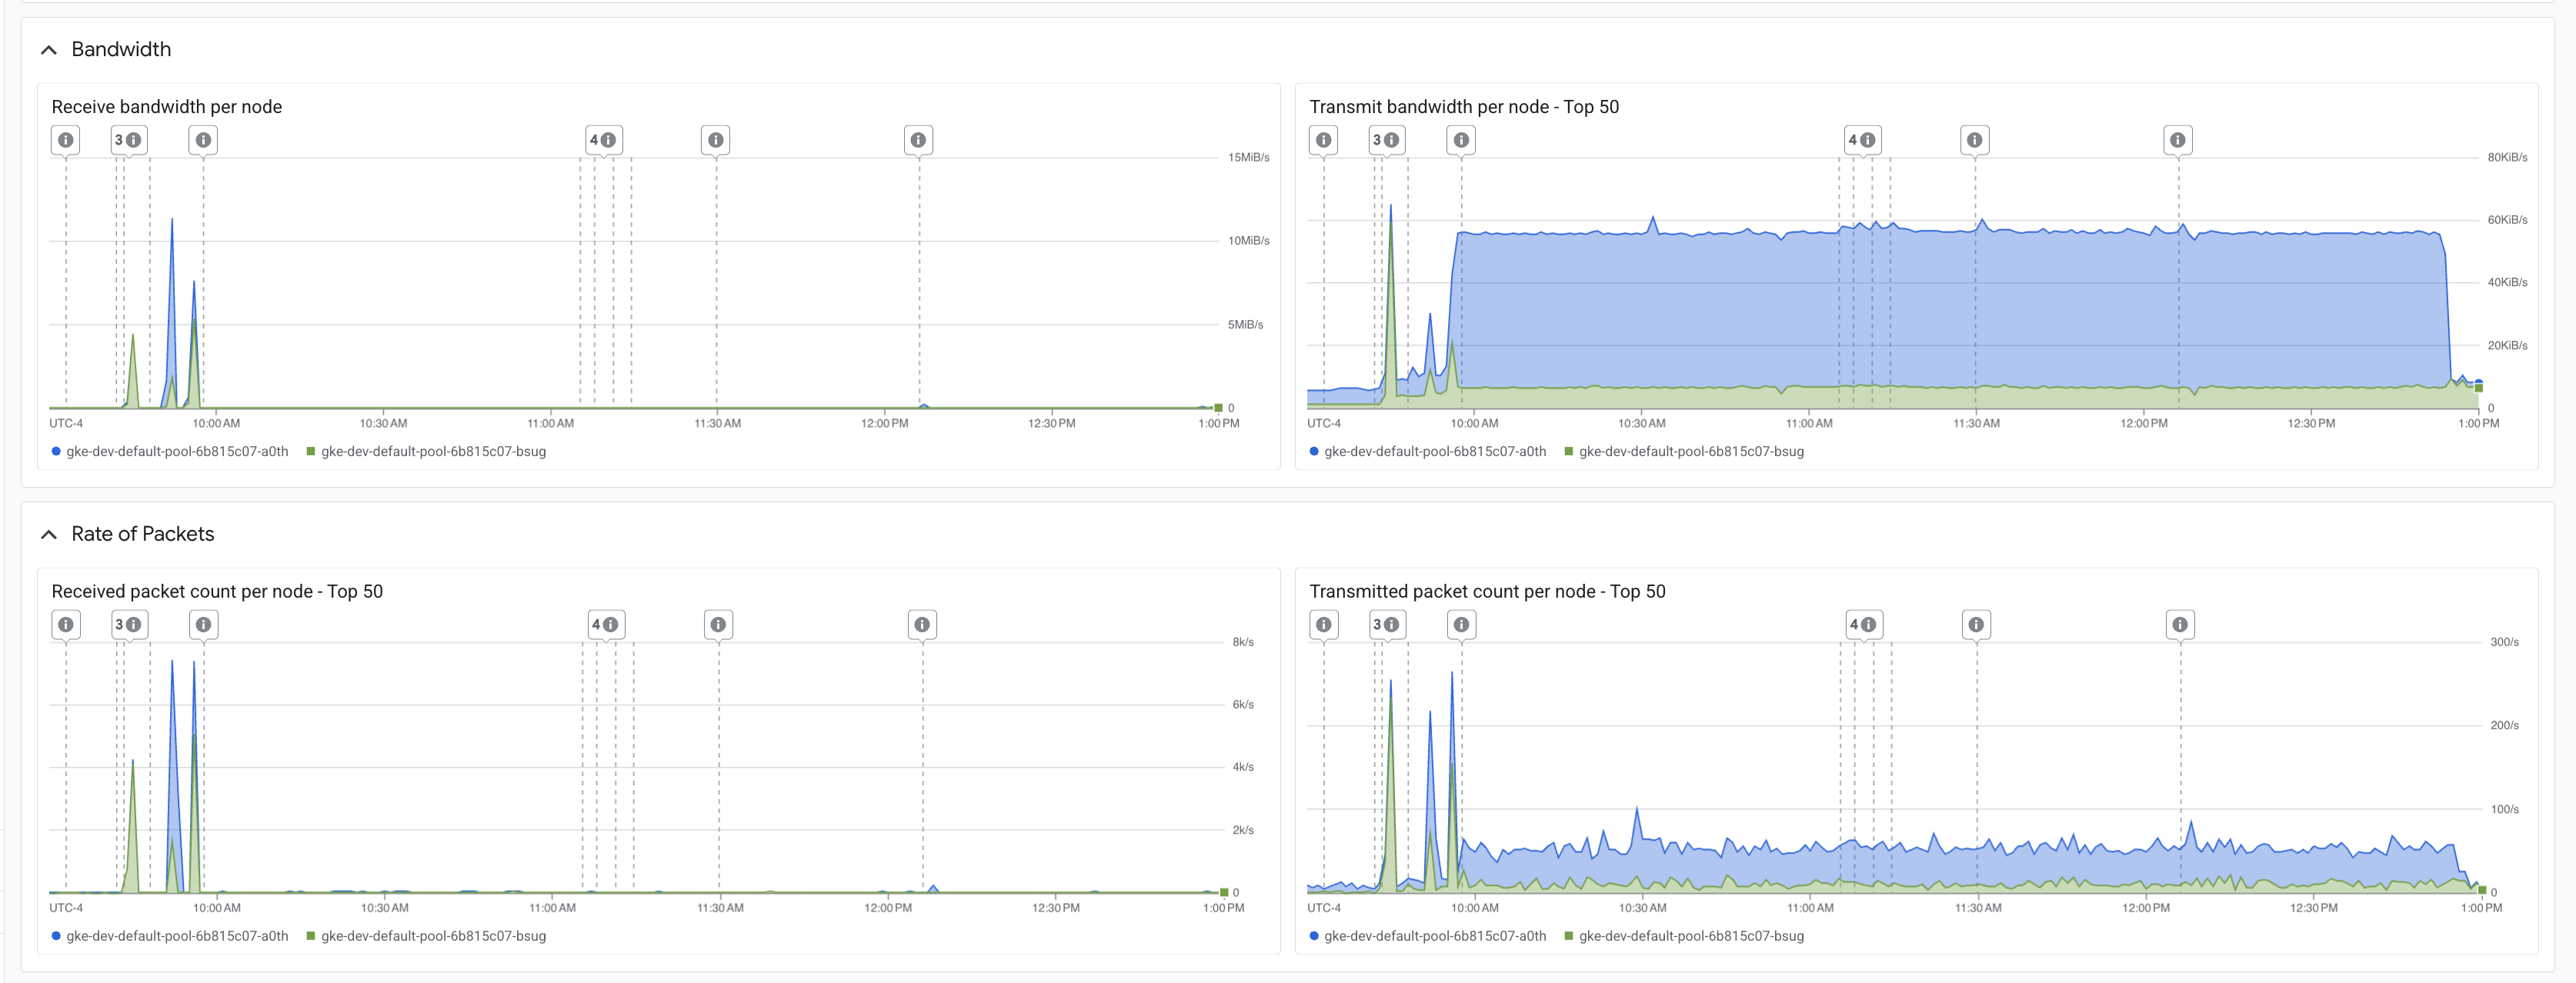 Bandwidth
Receive bandwidth per node
3
4
15MiB/s
10MiB/s
5MiB/s
0
UTC-4 10:00 AM 10:30 AM 11:00 AM 11:30 AM 12:00 PM 12:30 PM 1:00 PM
gke-dev-default-pool-6b815c07-a0th gke-dev-default-pool-6b815c07-bsug
Transmit bandwidth per node - Top 50
3
4
80KiB/s
60KiB/s
40KiB/s
20KiB/s
0
UTC-4 10:00 AM 10:30 AM 11:00 AM 11:30 AM 12:00 PM 12:30 PM 1:00 PM
gke-dev-default-pool-6b815c07-a0th gke-dev-default-pool-6b815c07-bsug
Rate of Packets
Received packet count per node - Top 50
3
4
8k/s
6k/s
4k/s
2k/s
0
UTC-4 10:00 AM 10:30 AM 11:00 AM 11:30 AM 12:00 PM 12:30 PM 1:00 PM
gke-dev-default-pool-6b815c07-a0th gke-dev-default-pool-6b815c07-bsug
Transmitted packet count per node - Top 50
3
4
300/s
200/s
100/s
0
UTC-4 10:00 AM 10:30 AM 11:00 AM 11:30 AM 12:00 PM 12:30 PM 1:00 PM
gke-dev-default-pool-6b815c07-a0th gke-dev-default-pool-6b815c07-bsug